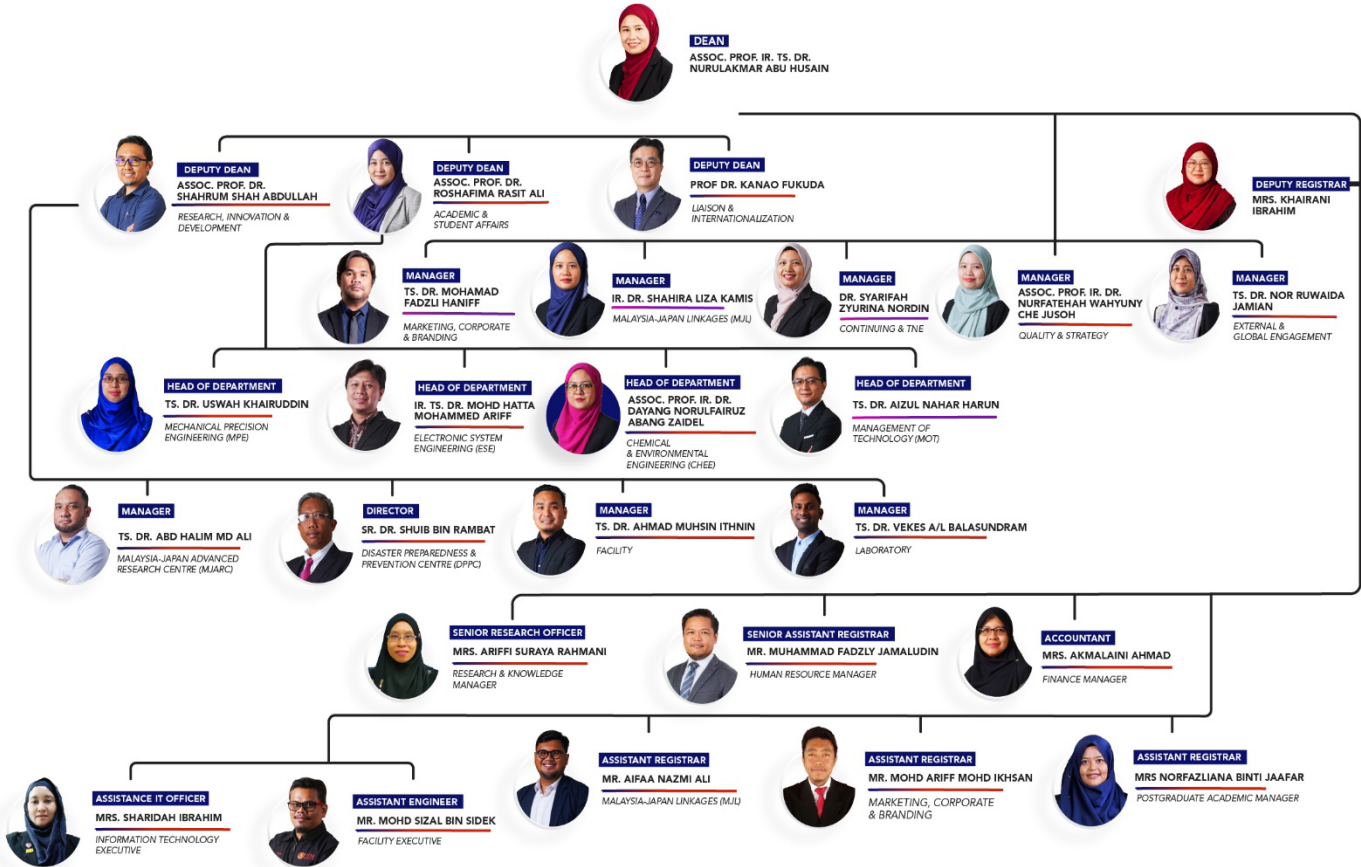 DEAN
ASSOC. PROF. IR. TS. DR.
NURULAKMAR ABU HUSAIN
DEPUTY DEAN
ASSOC. PROF. DR.
SHAHRUM SHAH ABDULLAH
RESEARCH, INNOVATION &
DEVELOPMENT
DEPUTY DEAN
ASSOC. PROF. DR.
ROSHAFIMA RASIT ALI
ACADEMIC &
STUDENT AFFAIRS
DEPUTY DEAN
PROF DR. KANAO FUKUDA
LIAISON &
INTERNATIONALIZATION
DEPUTY REGISTRAR
MRS. KHAIRANI
IBRAHIM
MANAGER
TS. DR. MOHAMAD
FADZLI HANIFF
MARKETING, CORPORATE
& BRANDING
MANAGER
IR. DR. SHAHIRA LIZA KAMIS
MALAYSIA-JAPAN LINKAGES (MJL)
MANAGER
DR. SYARIFAH
ZYURINA NORDIN
CONTINUING & TNE
MANAGER
ASSOC. PROF. IR. DR.
NURFATEHAH WAHYUNY
CHE JUSOH
QUALITY & STRATEGY
MANAGER
TS. DR. NOR RUWAIDA
JAMIAN
EXTERNAL &
GLOBAL ENGAGEMENT
HEAD OF DEPARTMENT
TS. DR. USWAH KHAIRUDDIN
MECHANICAL PRECISION
ENGINEERING (MPE)
HEAD OF DEPARTMENT
IR. TS. DR. MOHD HATTA
MOHAMMED ARIFF
ELECTRONIC SYSTEM
ENGINEERING (ESE)
HEAD OF DEPARTMENT
ASSOC. PROF. IR. DR.
DAYANG NORULFAIRUZ
ABANG ZAIDEL
CHEMICAL
& ENVIRONMENTAL
ENGINEERING (CHEE)
HEAD OF DEPARTMENT
TS. DR. AIZUL NAHAR HARUN
MANAGEMENT OF
TECHNOLOGY (MOT)
MANAGER
TS. DR. ABD HALIM MD ALI
MALAYSIA-JAPAN ADVANCED
RESEARCH CENTRE (MJARC)
DIRECTOR
SR. DR. SHUIB BIN RAMBAT
DISASTER PREPAREDNESS &
PREVENTION CENTRE (DPPC)
MANAGER
TS. DR. AHMAD MUHSIN ITHNIN
FACILITY
MANAGER
TS. DR. VEKES A/L BALASUNDRAM
LABORATORY
SENIOR RESEARCH OFFICER
MRS. ARIFFI SURAYA RAHMANI
RESEARCH & KNOWLEDGE
MANAGER
SENIOR ASSISTANT REGISTRAR
MR. MUHAMMAD FADZLY JAMALUDIN
HUMAN RESOURCE MANAGER
ACCOUNTANT
MRS. AKMALAINI AHMAD
FINANCE MANAGER
ASSISTANCE IT OFFICER
MRS. SHARIDAH IBRAHIM
INFORMATION TECHNOLOGY
EXECUTIVE
ASSISTANT ENGINEER
MR. MOHD SIZAL BIN SIDEK
FACILITY EXECUTIVE
ASSISTANT REGISTRAR
MR. AIFAA NAZMI ALI
MALAYSIA-JAPAN LINKAGES (MJL)
ASSISTANT REGISTRAR
MR. MOHD ARIFF MOHD IKHSAN
MARKETING, CORPORATE
& BRANDING
ASSISTANT REGISTRAR
MRS NORFAZLIANA BINTI JAAFAR
POSTGRADUATE ACADEMIC MANAGER